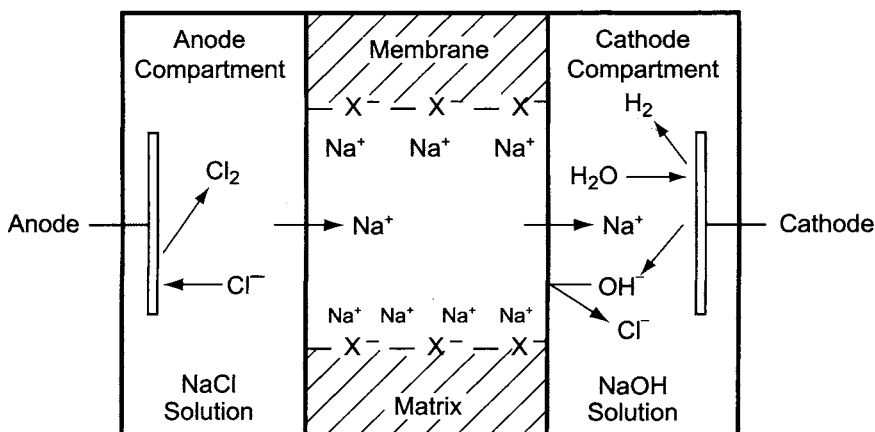 Anode
Compartment
Membrane
Cathode
Compartment
X⁻ X⁻ X⁻
H₂
Na⁺ Na⁺ Na⁺
Cl₂
H₂O
Anode
Na⁺
Na⁺
Cathode
Cl⁻
OH⁻
Na⁺ Na⁺ Na⁺ Na⁺
Cl⁻
X⁻ X⁻ X⁻
NaCl
Solution
Matrix
NaOH
Solution